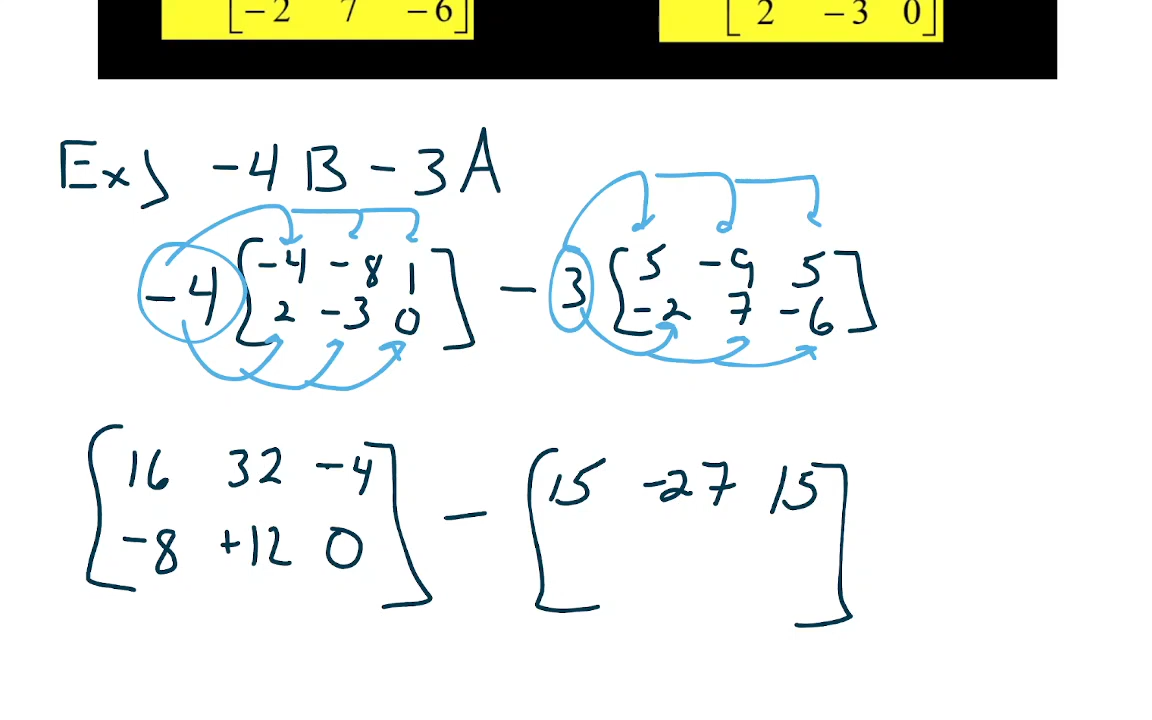 [-2 7 -6] [2 -3 0]
Ex) -4B - 3A
-4 [-4 -8 1 - 3 [5 -9 5
2 -3 0] -2 7 -6]
[16 32 -4 - [15 -27 15]
-8 +12 0]